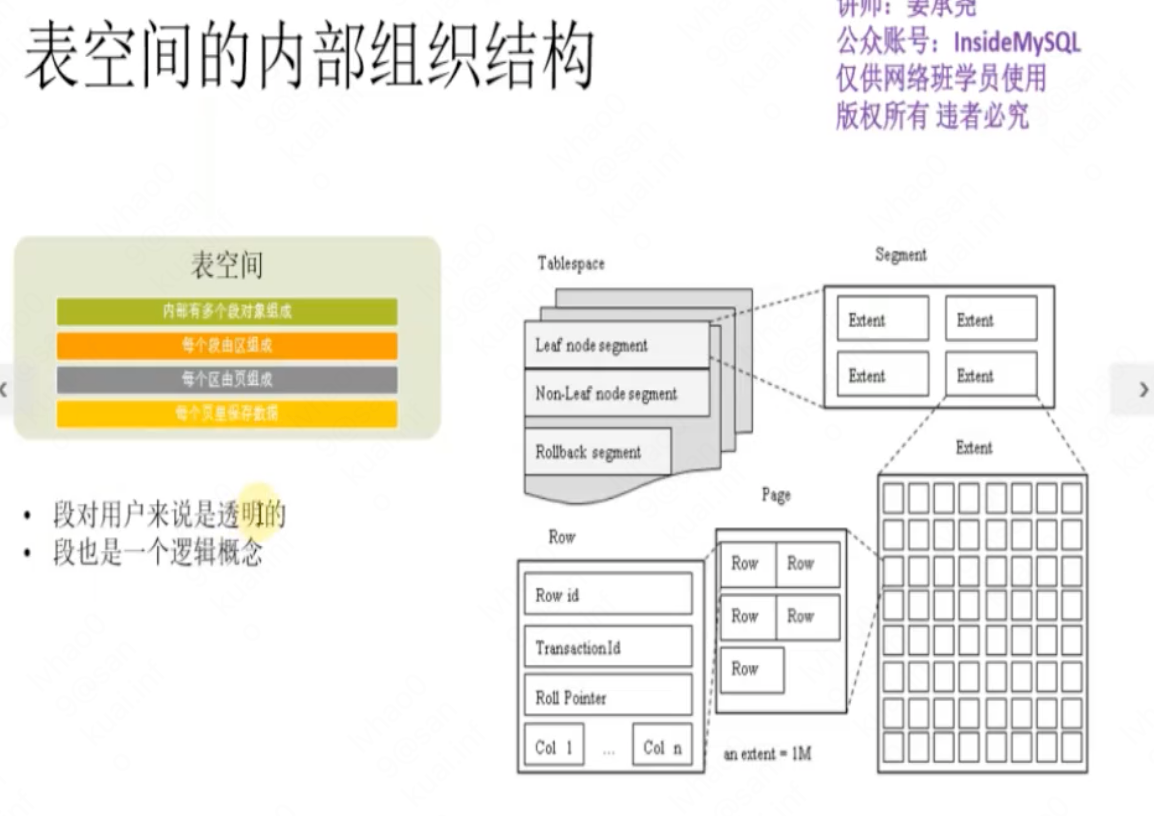 表空间的内部组织结构
讲师：姜承尧
公众账号：InsideMySQL
仅供网络班学员使用
版权所有 违者必究
表空间
内部有多个段对象组成
每个段由区组成
每个区由页组成
每个页里保存数据
段对用户来说是透明的
段也是一个逻辑概念
Tablespace
Leaf node segment
Non-Leaf node segment
Rollback segment
Segment
Extent Extent
Extent Extent
Extent
Page
Row Row
Row Row
Row
an extent = 1M
Row
Row id
TransactionId
Roll Pointer
Col 1 ... Col n